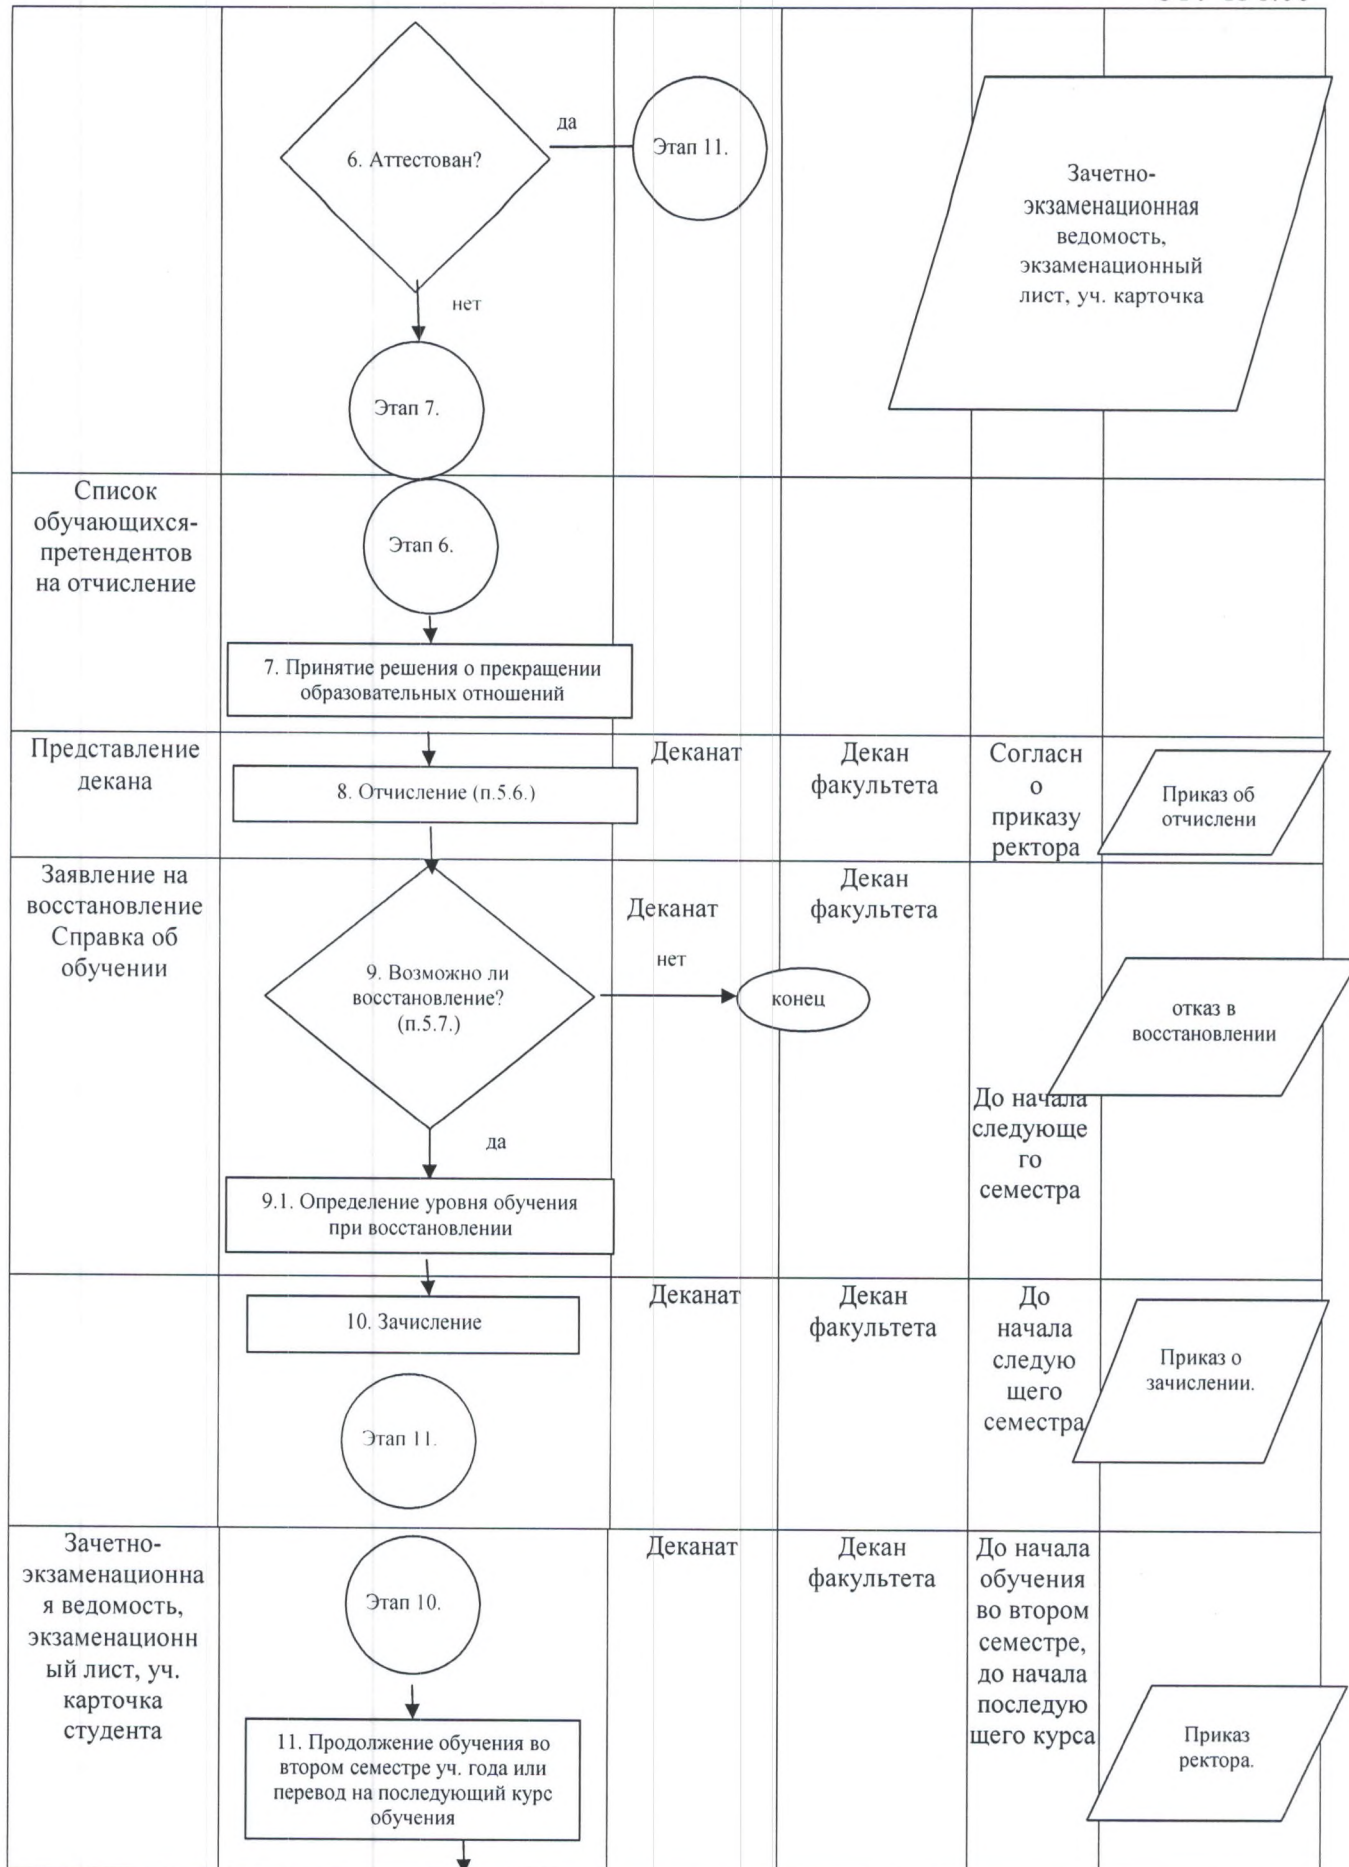 да
6. Аттестован?
Этап 11.
Зачетно-
экзаменационная
ведомость,
экзаменационный
лист, уч. карточка
нет
Этап 7.
Список
обучающихся-
претендентов
на отчисление
Этап 6.
7. Принятие решения о прекращении
образовательных отношений
Представление
декана
8. Отчисление (п.5.6.)
Деканат
Декан
факультета
Согласн
о
приказу
ректора
Приказ об
отчислени
Заявление на
восстановление
Справка об
обучении
9. Возможно ли
восстановление?
(п.5.7.)
Деканат
нет
конец
Декан
факультета
До начала
следующе
го
семестра
отказ в
восстановлении
да
9.1. Определение уровня обучения
при восстановлении
10. Зачисление
Этап 11.
Деканат
Декан
факультета
До
начала
следую
щего
семестра
Приказ о
зачислении.
Зачетно-
экзаменационна
я ведомость,
экзаменационн
ый лист, уч.
карточка
студента
Этап 10.
11. Продолжение обучения во
втором семестре уч. года или
перевод на последующий курс
обучения
Деканат
Декан
факультета
До начала
обучения
во втором
семестре,
до начала
последую
щего курса
Приказ
ректора.